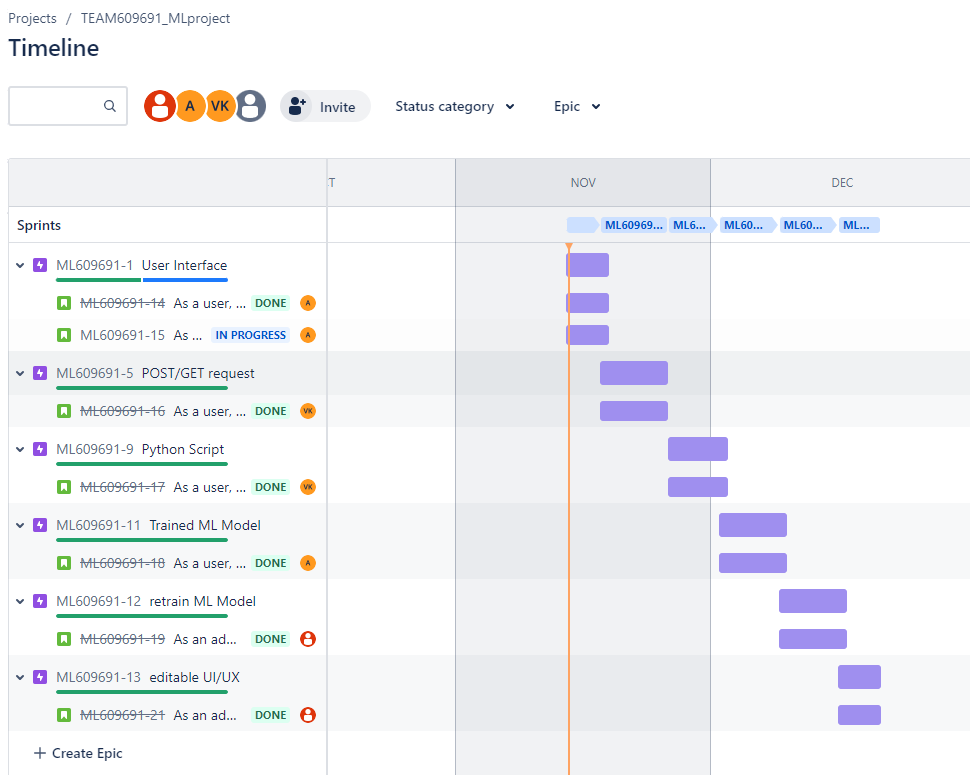 Projects / TEAM609691_MLproject
Timeline
A VK Invite Status category Epic
T NOV DEC
Sprints ML60969... ML6... ML60... ML60... ML...
ML609691-1 User Interface
ML609691-14 As a user, ... DONE A
ML609691-15 As ... IN PROGRESS A
ML609691-5 POST/GET request
ML609691-16 As a user, ... DONE VK
ML609691-9 Python Script
ML609691-17 As a user, ... DONE VK
ML609691-11 Trained ML Model
ML609691-18 As a user, ... DONE A
ML609691-12 retrain ML Model
ML609691-19 As an ad... DONE
ML609691-13 editable UI/UX
ML609691-21 As an ad... DONE
+ Create Epic